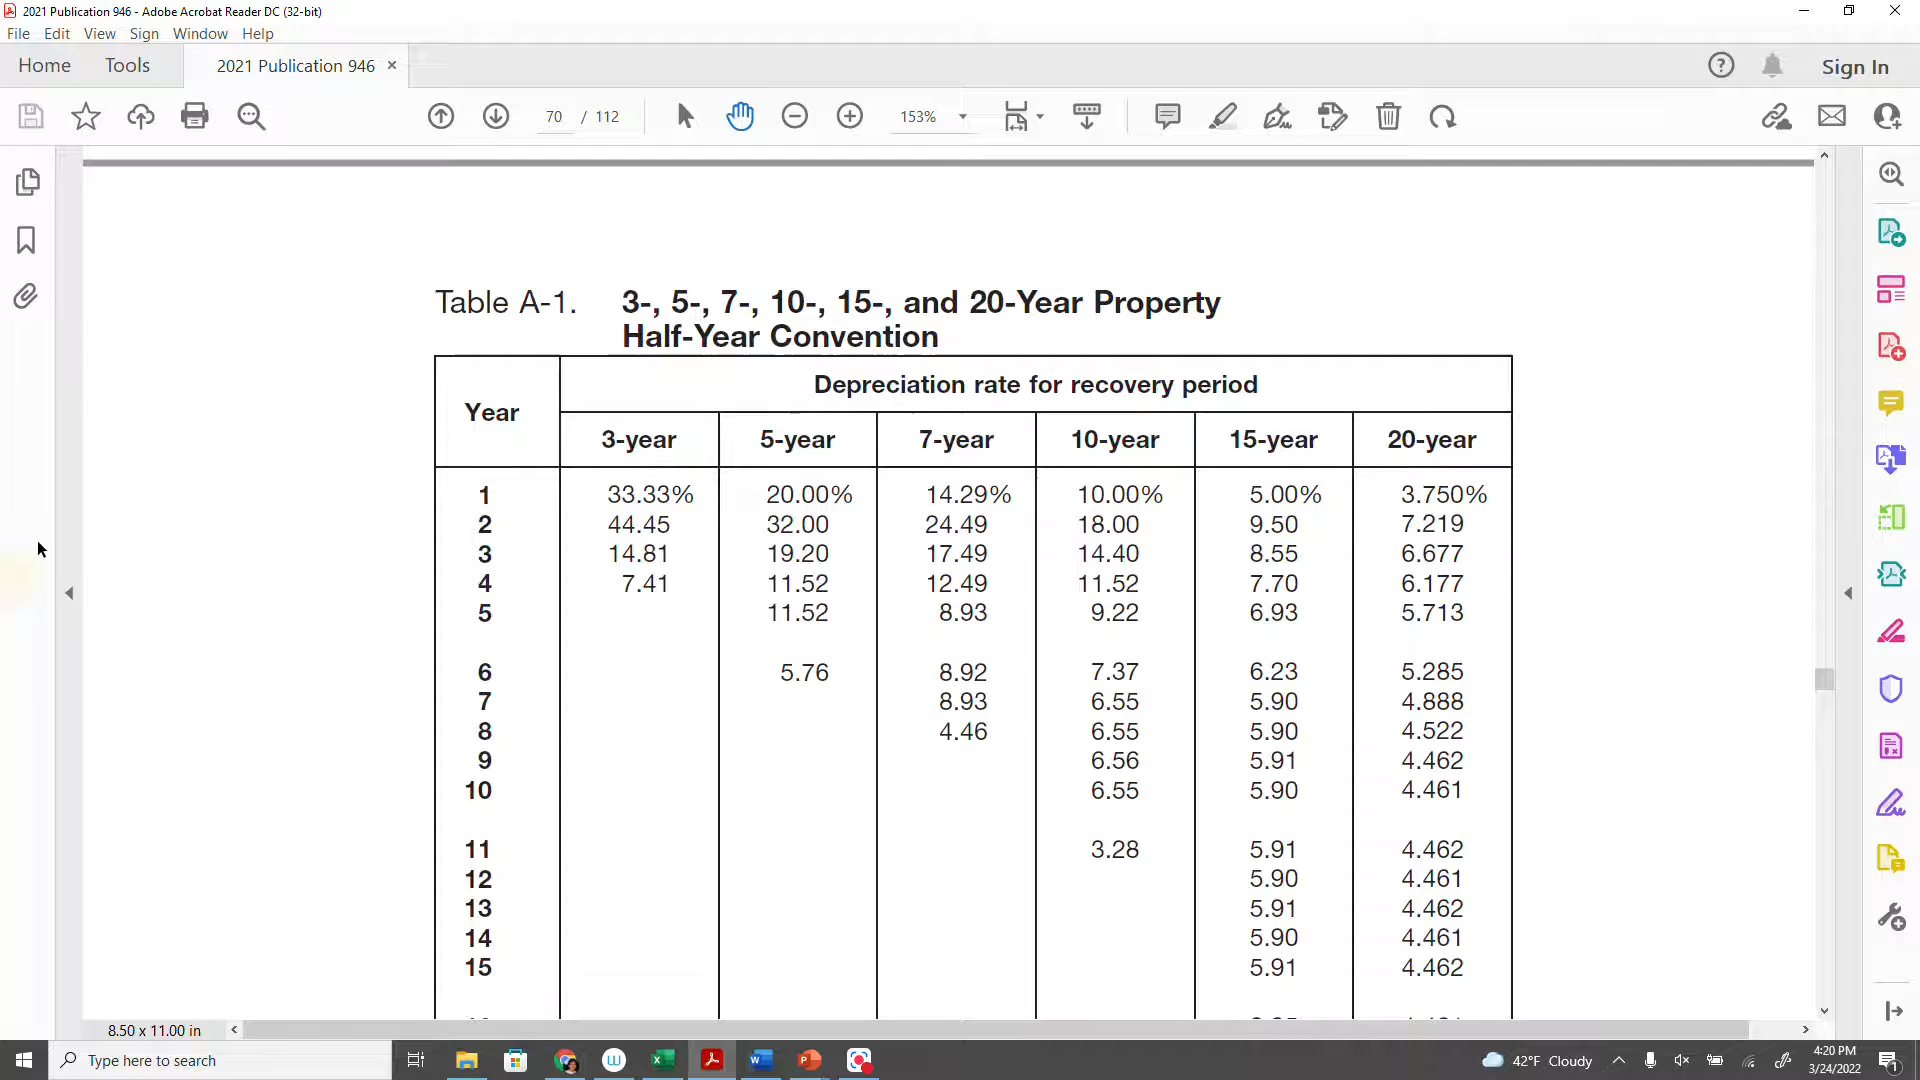 2021 Publication 946 - Adobe Acrobat Reader DC (32-bit)
File Edit View Sign Window Help
Home Tools 2021 Publication 946 × Sign In
70 / 112 153%
Table A-1. 3-, 5-, 7-, 10-, 15-, and 20-Year Property
Half-Year Convention
Year Depreciation rate for recovery period
3-year 5-year 7-year 10-year 15-year 20-year
1 33.33% 20.00% 14.29% 10.00% 5.00% 3.750%
2 44.45 32.00 24.49 18.00 9.50 7.219
3 14.81 19.20 17.49 14.40 8.55 6.677
4 7.41 11.52 12.49 11.52 7.70 6.177
5 11.52 8.93 9.22 6.93 5.713
6 5.76 8.92 7.37 6.23 5.285
7 8.93 6.55 5.90 4.888
8 4.46 6.55 5.90 4.522
9 6.56 5.91 4.462
10 6.55 5.90 4.461
11 3.28 5.91 4.462
12 5.90 4.461
13 5.91 4.462
14 5.90 4.461
15 5.91 4.462
8.50 x 11.00 in
Type here to search
42°F Cloudy
4:20 PM
3/24/2022